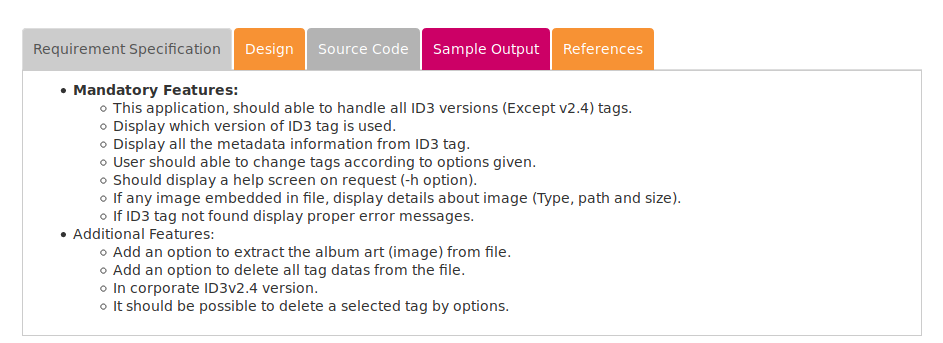 Requirement Specification Design Source Code Sample Output References
Mandatory Features:
This application, should able to handle all ID3 versions (Except v2.4) tags.
Display which version of ID3 tag is used.
Display all the metadata information from ID3 tag.
User should able to change tags according to options given.
Should display a help screen on request (-h option).
If any image embedded in file, display details about image (Type, path and size).
If ID3 tag not found display proper error messages.
Additional Features:
Add an option to extract the album art (image) from file.
Add an option to delete all tag datas from the file.
In corporate ID3v2.4 version.
It should be possible to delete a selected tag by options.